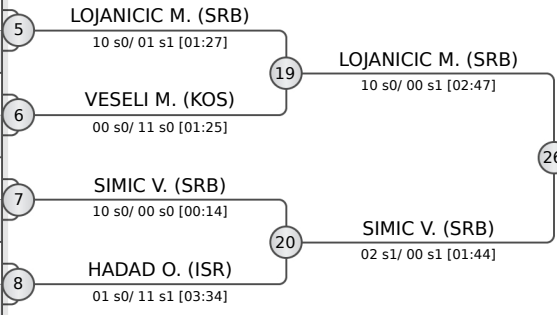 LOJANICIC M. (SRB)
5
10 s0/ 01 s1 [01:27]
19
LOJANICIC M. (SRB)
10 s0/ 00 s1 [02:47]
VESELI M. (KOS)
6
00 s0/ 11 s0 [01:25]
26
SIMIC V. (SRB)
7
10 s0/ 00 s0 [00:14]
20
SIMIC V. (SRB)
02 s1/ 00 s1 [01:44]
HADAD O. (ISR)
8
01 s0/ 11 s1 [03:34]